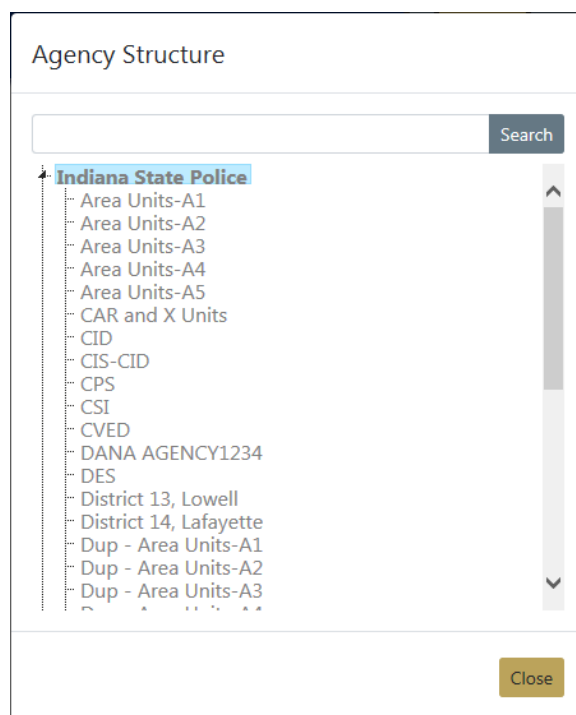 Agency Structure
Search
Indiana State Police
Area Units-A1
Area Units-A2
Area Units-A3
Area Units-A4
Area Units-A5
CAR and X Units
CID
CIS-CID
CPS
CSI
CVED
DANA AGENCY1234
DES
District 13, Lowell
District 14, Lafayette
Dup - Area Units-A1
Dup - Area Units-A2
Dup - Area Units-A3
Close